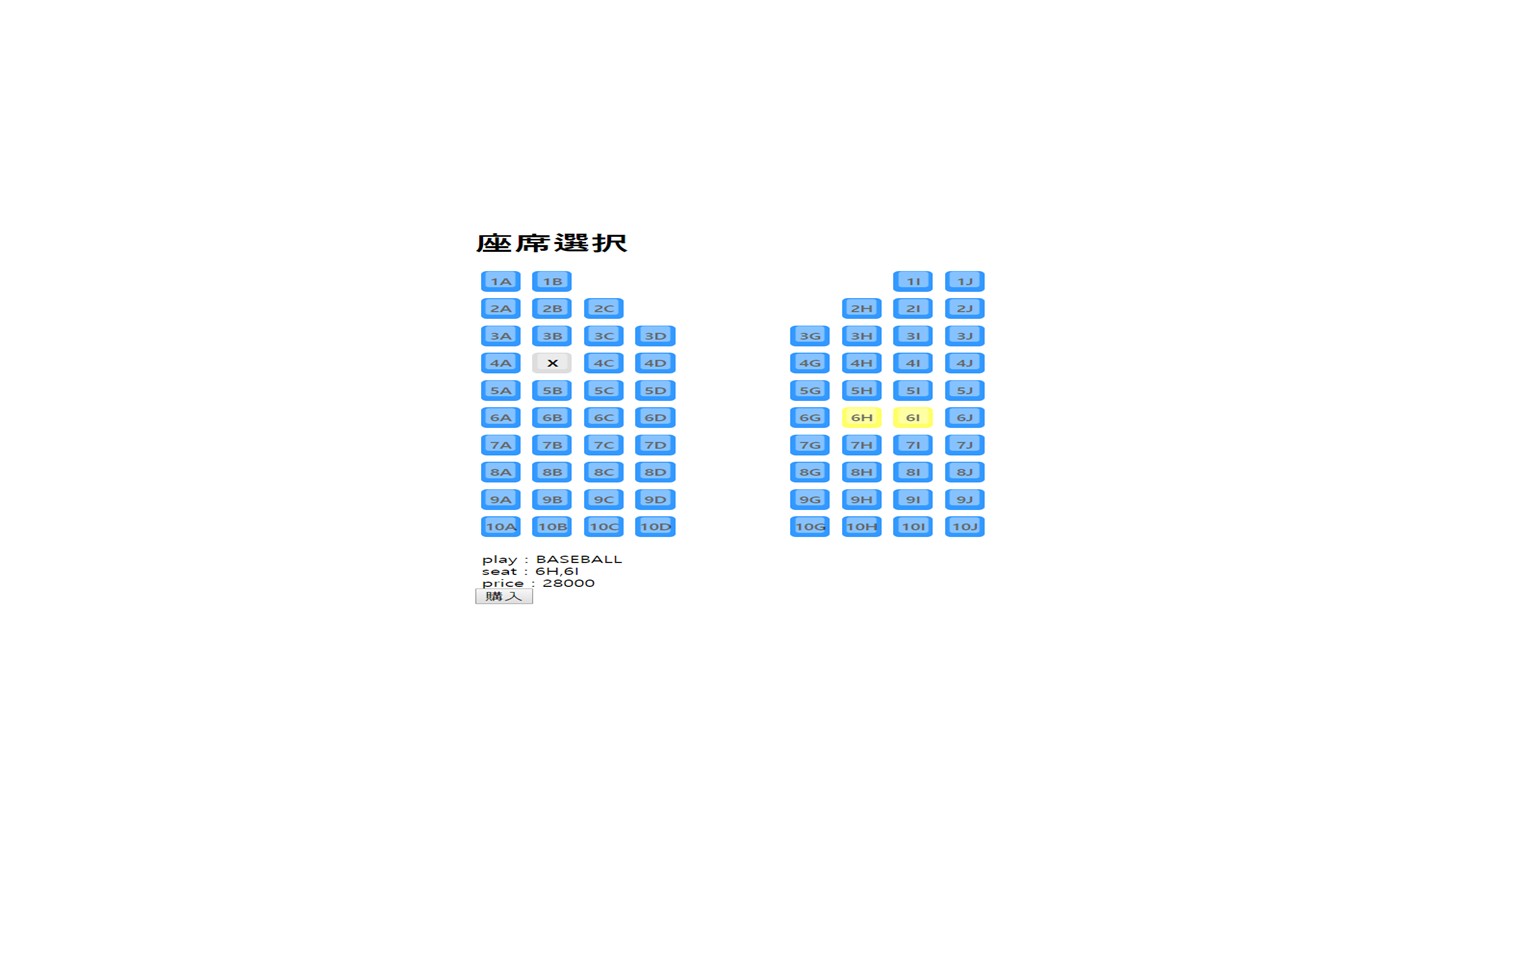 座席選択
1A 1B 1I 1J
2A 2B 2C 2H 2I 2J
3A 3B 3C 3D 3G 3H 3I 3J
4A X 4C 4D 4G 4H 4I 4J
5A 5B 5C 5D 5G 5H 5I 5J
6A 6B 6C 6D 6G 6H 6I 6J
7A 7B 7C 7D 7G 7H 7I 7J
8A 8B 8C 8D 8G 8H 8I 8J
9A 9B 9C 9D 9G 9H 9I 9J
10A 10B 10C 10D 10G 10H 10I 10J
play : BASEBALL
seat : 6H,6I
price : 28000
購入